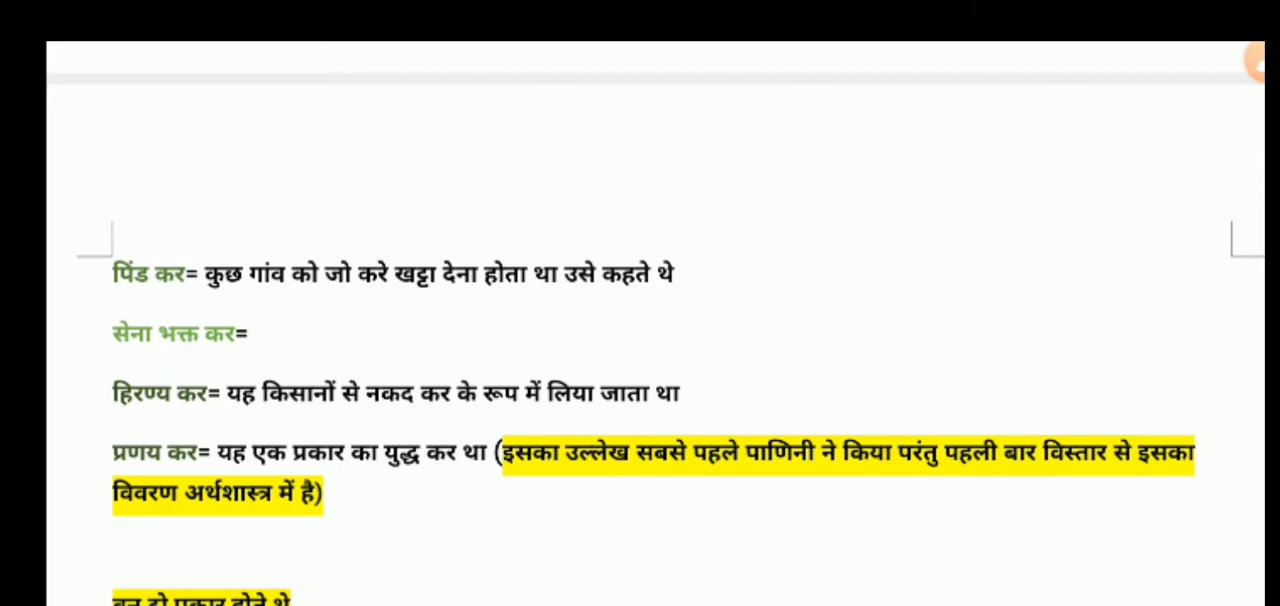 पिंड कर= कुछ गांव को जो करे खट्टा देना होता था उसे कहते थे
सेना भक्त कर=
हिरण्य कर= यह किसानों से नकद कर के रूप में लिया जाता था
प्रणय कर= यह एक प्रकार का युद्ध कर था (इसका उल्लेख सबसे पहले पाणिनी ने किया परंतु पहली बार विस्तार से इसका
विवरण अर्थशास्त्र में है)
प्रकार होते थे